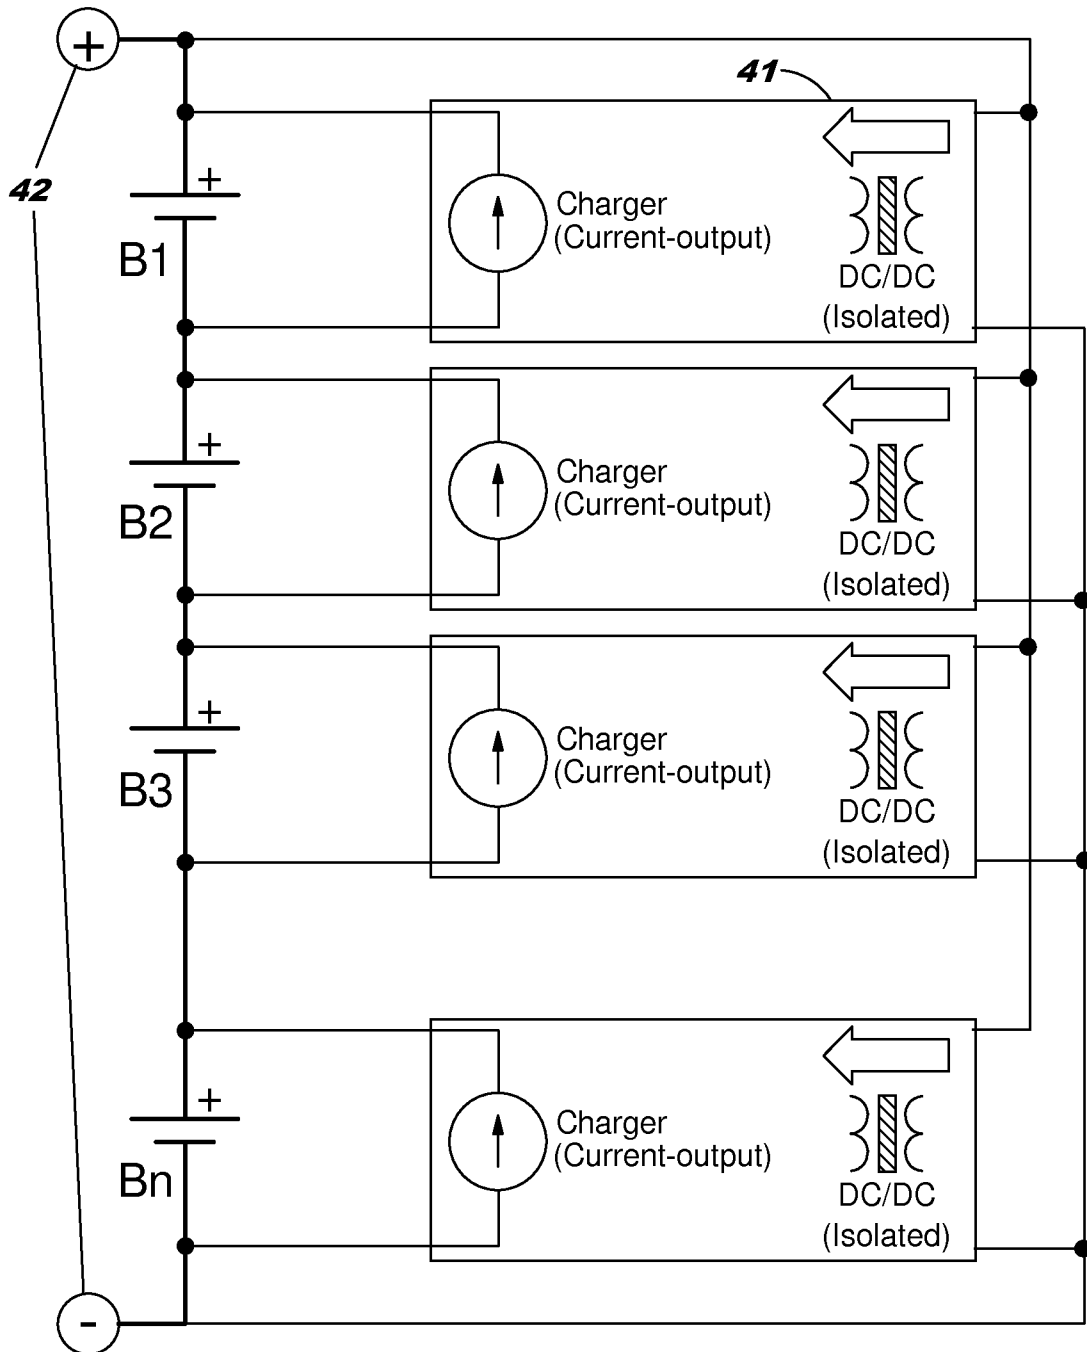 +
41
42
+
B1
Charger
(Current-output)
DC/DC
(Isolated)
+
B2
Charger
(Current-output)
DC/DC
(Isolated)
+
B3
Charger
(Current-output)
DC/DC
(Isolated)
+
Bn
Charger
(Current-output)
DC/DC
(Isolated)
-